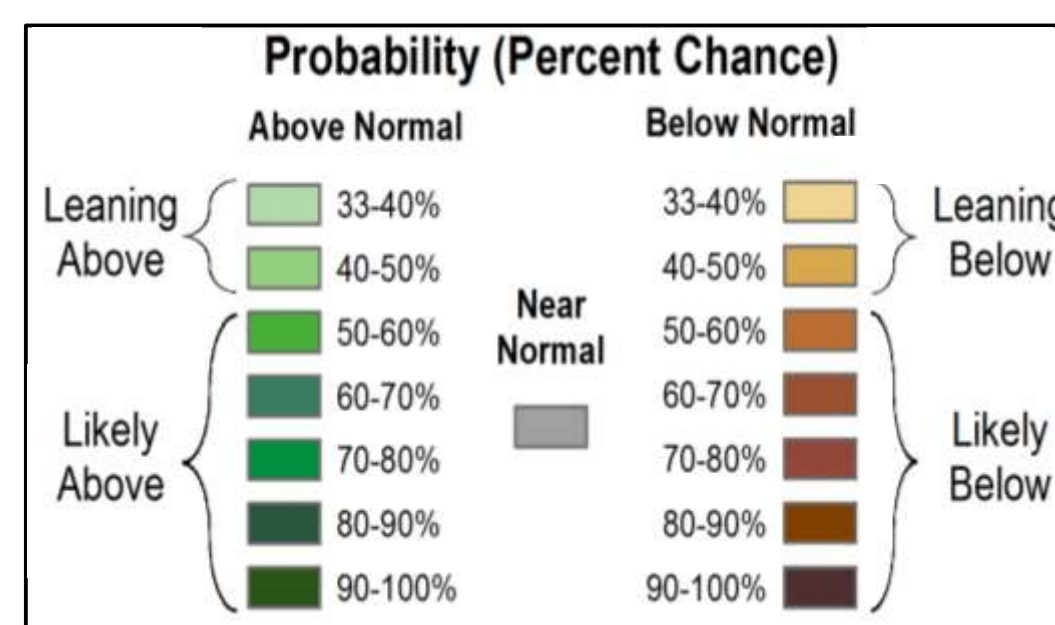 Probability (Percent Chance)
Above Normal
Below Normal
Leaning
Above
33-40%
40-50%
Likely
Above
50-60%
60-70%
70-80%
80-90%
90-100%
Near
Normal
33-40%
40-50%
Leaning
Below
50-60%
60-70%
70-80%
80-90%
90-100%
Likely
Below